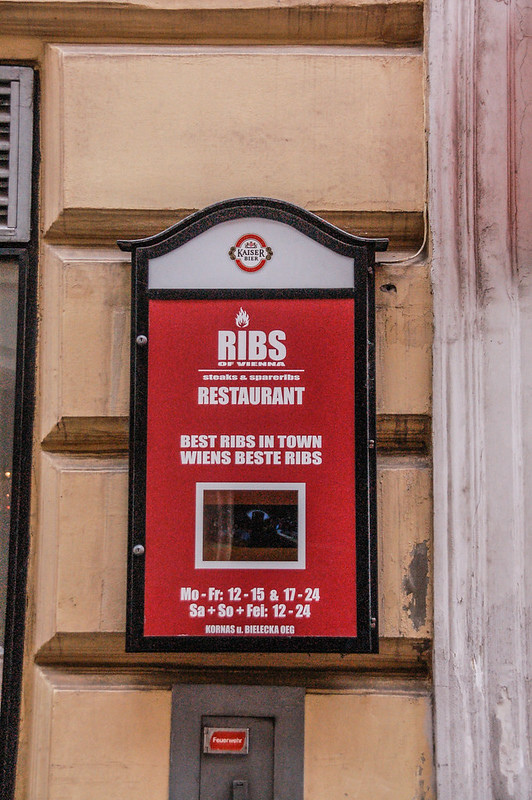 KAISER
BIER
RIBS
OF VIENNA
steaks & spareribs
RESTAURANT
BEST RIBS IN TOWN
WIENS BESTE RIBS
Mo - Fr: 12 - 15 & 17 - 24
Sa + So + Fei: 12 - 24
KORNAS u. BIELECKA OEG
Feuerwehr